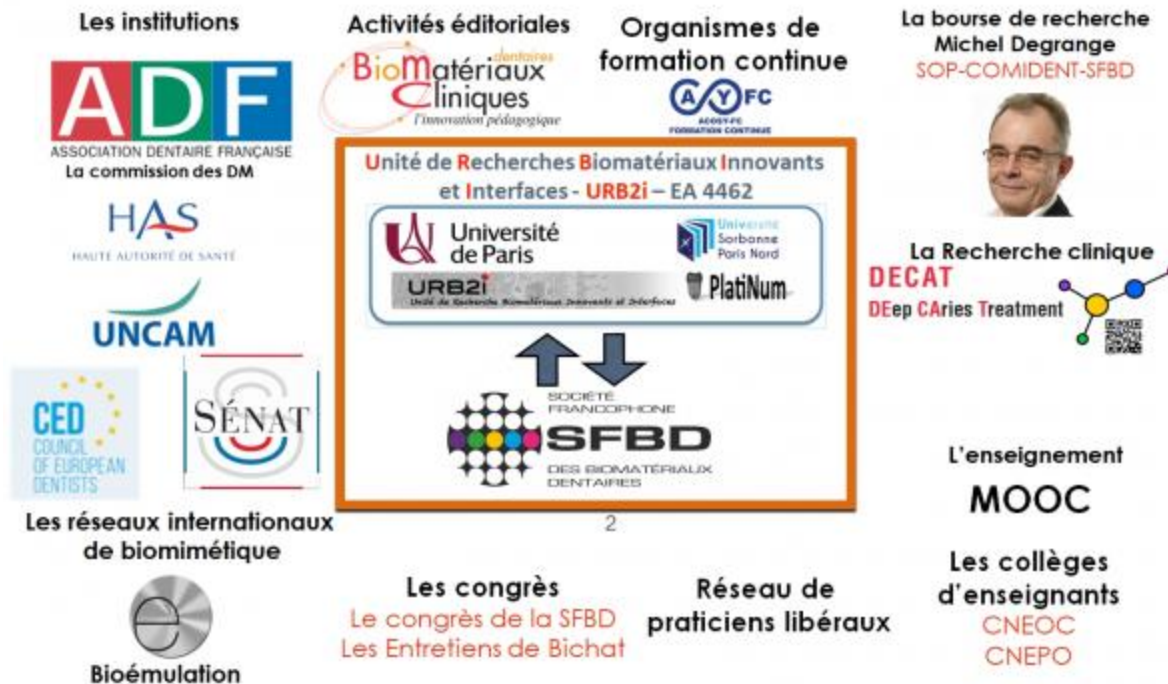 Les institutions
ADF
ASSOCIATION DENTAIRE FRANÇAISE
La commission des DM
HAS
HAUTE AUTORITÉ DE SANTÉ
UNCAM
CED
COUNCIL
OF EUROPEAN
DENTISTS
SÉNAT
Les réseaux internationaux
de biomimétique
e
Bioémulation
Activités éditoriales
dentaires
BioMatériaux
Cliniques
l'innovation pédagogique
Organismes de
formation continue
AYFC
ACOSY-FC
FORMATION CONTINUE
Unité de Recherches Biomatériaux Innovants
et Interfaces - URB2i – EA 4462
Université
de Paris
Université
Sorbonne
Paris Nord
URB2i
Unité de Recherche Biomatériaux Innovants et Interfaces
PlatiNum
SOCIÉTÉ
FRANCOPHONE
SFBD
DES BIOMATÉRIAUX
DENTAIRES
2
Les congrès
Le congrès de la SFBD
Les Entretiens de Bichat
Réseau de
praticiens libéraux
La bourse de recherche
Michel Degrange
SOP-COMIDENT-SFBD
La Recherche clinique
DECAT
DEep CAries Treatment
L'enseignement
MOOC
Les collèges
d'enseignants
CNEOC
CNEPO